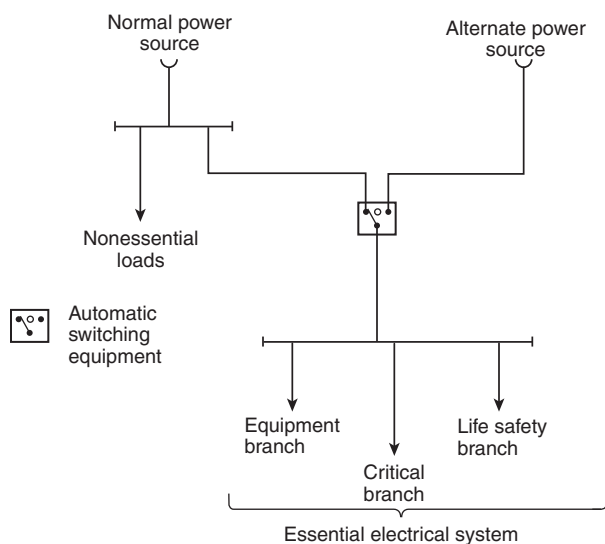 Normal power
source
Alternate power
source
Nonessential
loads
Automatic
switching
equipment
Equipment
branch
Critical
branch
Life safety
branch
Essential electrical system